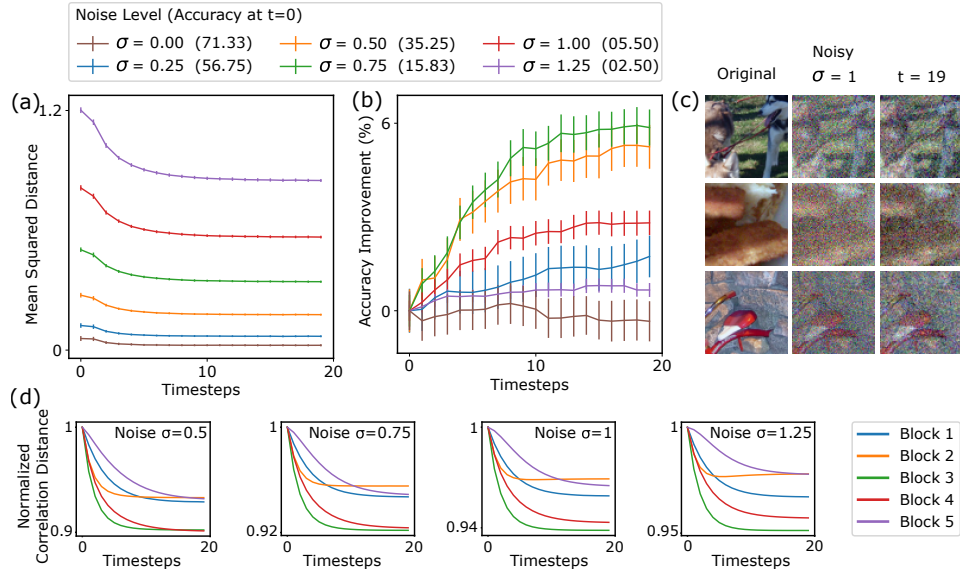 Noise Level (Accuracy at t=0)
σ = 0.00 (71.33)
σ = 0.50 (35.25)
σ = 1.00 (05.50)
σ = 0.25 (56.75)
σ = 0.75 (15.83)
σ = 1.25 (02.50)
(a)
1.2
0
Mean Squared Distance
0
10
20
Timesteps
(b)
6
0
Accuracy Improvement (%)
0
10
20
Timesteps
(c)
Original
Noisy
σ = 1
t = 19
(d)
Normalized
Correlation Distance
1
0.9
Noise σ=0.5
0
20
Timesteps
1
0.92
Noise σ=0.75
0
20
Timesteps
1
0.94
Noise σ=1
0
20
Timesteps
1
0.95
Noise σ=1.25
0
20
Timesteps
Block 1
Block 2
Block 3
Block 4
Block 5